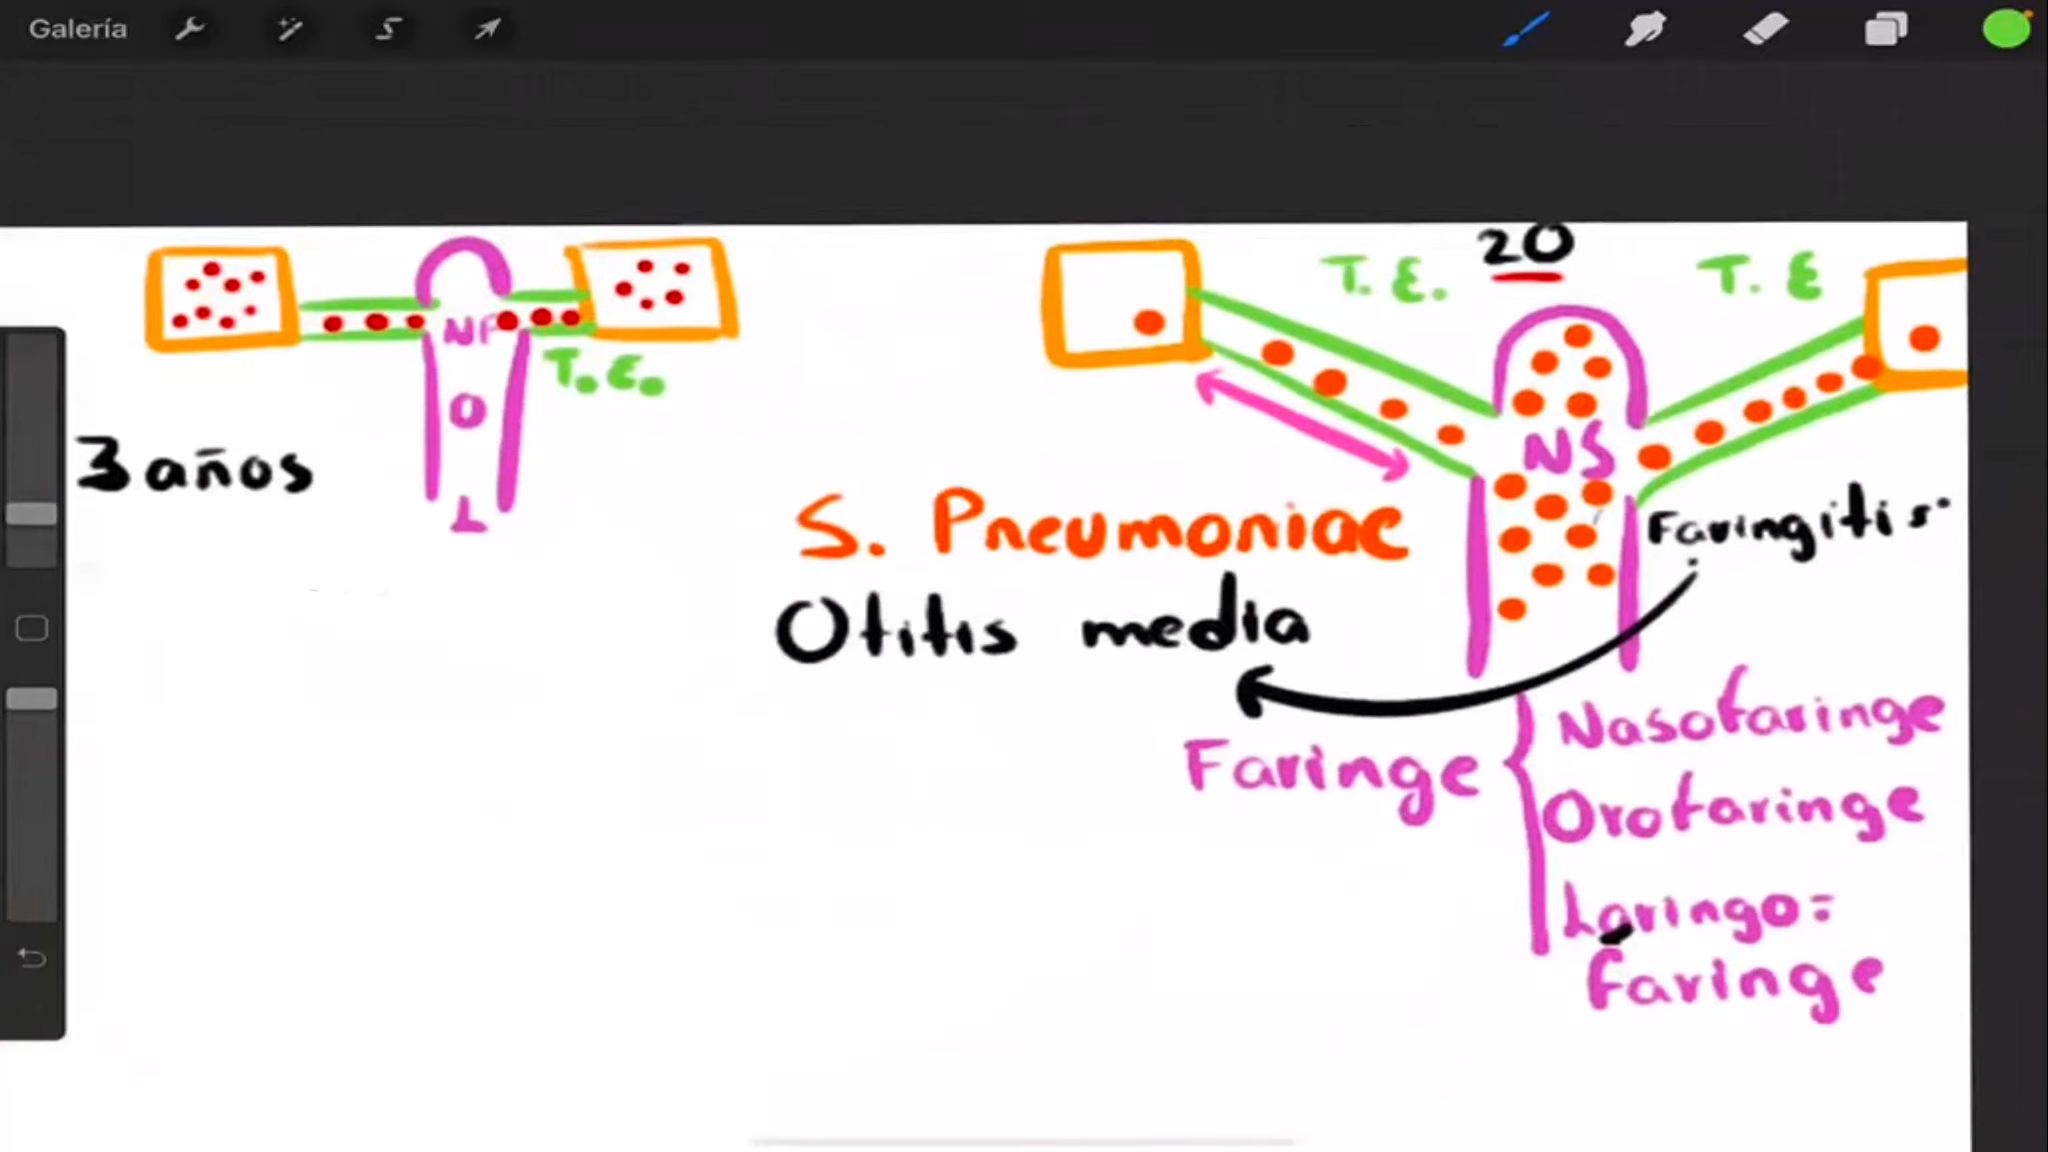 Galería
NF
O
L
T.E.
3 años
20
T.E.
T.E
NS
S. Pneumoniae
Otitis media
Faringitis
Faringe
Nasofaringe
Orofaringe
Laringo=
faringe